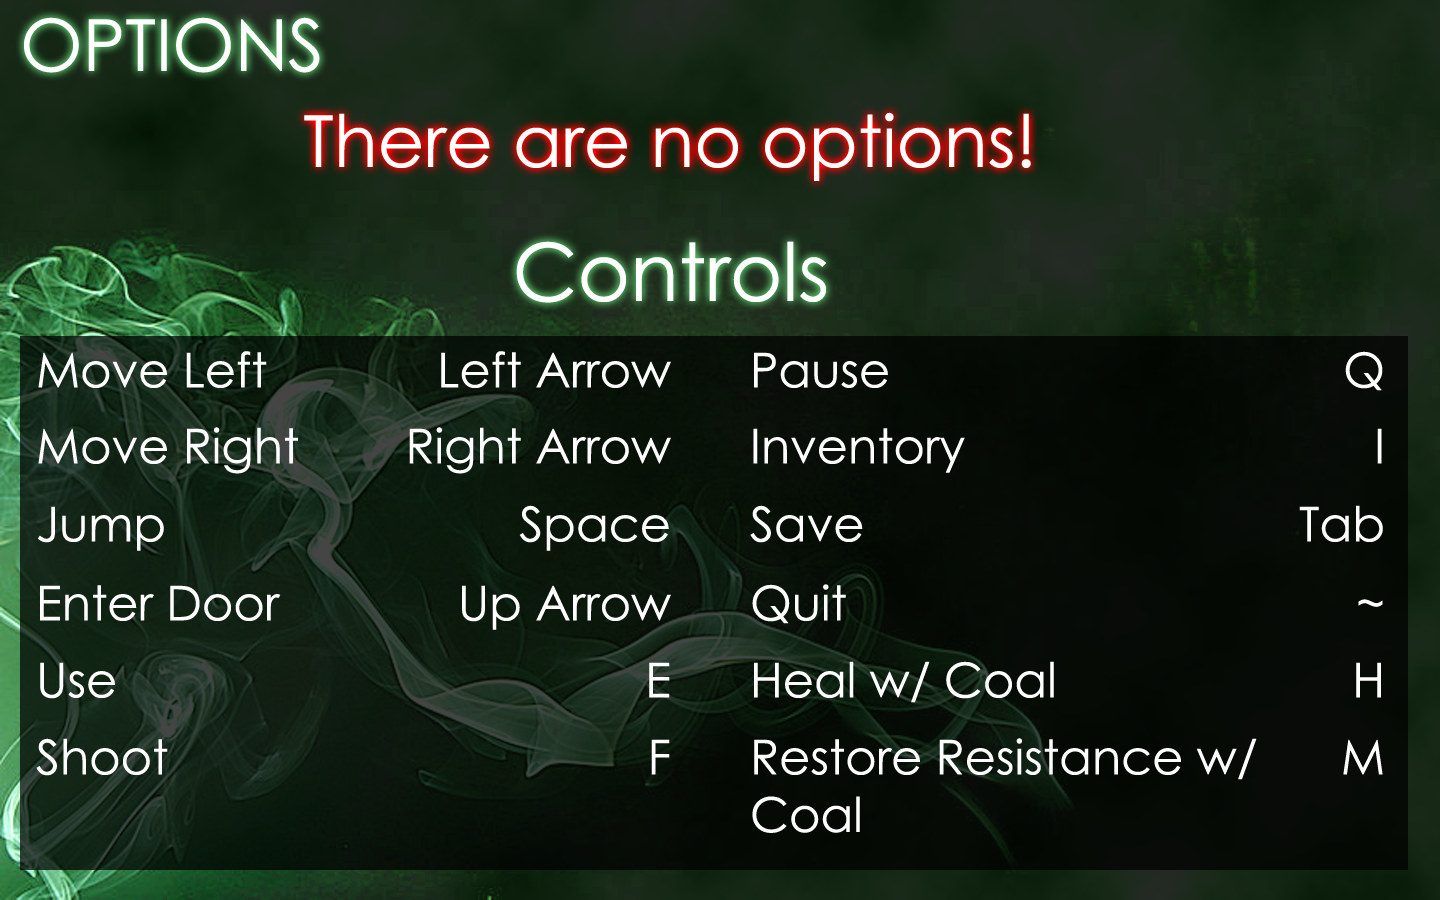 OPTIONS
There are no options!
Controls
Move Left Left Arrow Pause Q
Move Right Right Arrow Inventory I
Jump Space Save Tab
Enter Door Up Arrow Quit ~
Use E Heal w/ Coal H
Shoot F Restore Resistance w/ M
Coal